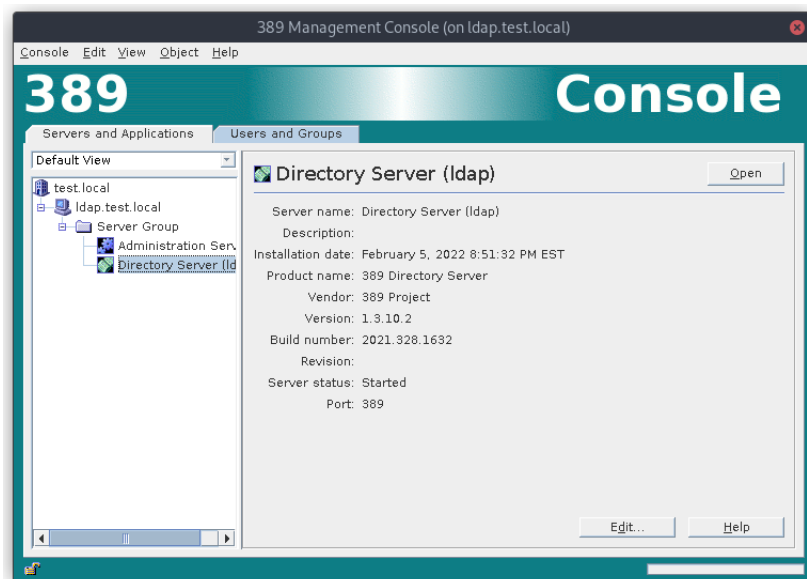 389 Management Console (on ldap.test.local)
Console Edit View Object Help
389 Console
Servers and Applications Users and Groups
Default View
test.local
ldap.test.local
Server Group
Administration Serv
Directory Server (ld
Directory Server (ldap)
Open
Server name: Directory Server (ldap)
Description:
Installation date: February 5, 2022 8:51:32 PM EST
Product name: 389 Directory Server
Vendor: 389 Project
Version: 1.3.10.2
Build number: 2021.328.1632
Revision:
Server status: Started
Port: 389
Edit... Help